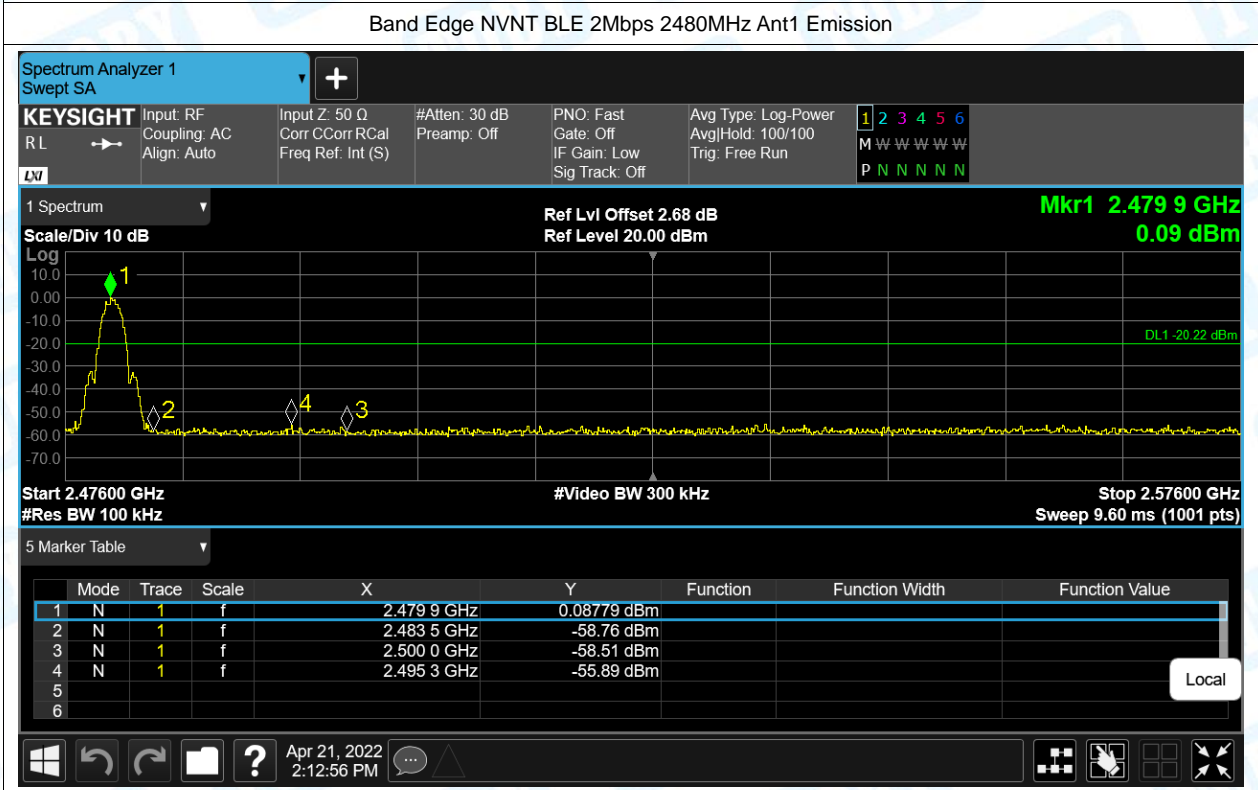 Band Edge NVNT BLE 2Mbps 2480MHz Ant1 Emission
Spectrum Analyzer 1
Swept SA
KEYSIGHT
RL
LXI
Input: RF
Coupling: AC
Align: Auto
Input Z: 50 Ω
Corr CCorr RCal
Freq Ref: Int (S)
#Atten: 30 dB
Preamp: Off
PNO: Fast
Gate: Off
IF Gain: Low
Sig Track: Off
Avg Type: Log-Power
Avg|Hold: 100/100
Trig: Free Run
1 2 3 4 5 6
M W W W W W
P N N N N N
1 Spectrum
Scale/Div 10 dB
Ref Lvl Offset 2.68 dB
Ref Level 20.00 dBm
Mkr1 2.479 9 GHz
0.09 dBm
Log
10.0
0.00
-10.0
-20.0
-30.0
-40.0
-50.0
-60.0
-70.0
1
2
4
3
DL1 -20.22 dBm
Start 2.47600 GHz
#Res BW 100 kHz
#Video BW 300 kHz
Stop 2.57600 GHz
Sweep 9.60 ms (1001 pts)
5 Marker Table
Mode Trace Scale X Y Function Function Width Function Value
1 N 1 f 2.479 9 GHz 0.08779 dBm
2 N 1 f 2.483 5 GHz -58.76 dBm
3 N 1 f 2.500 0 GHz -58.51 dBm
4 N 1 f 2.495 3 GHz -55.89 dBm
5
6
Local
?
Apr 21, 2022
2:12:56 PM